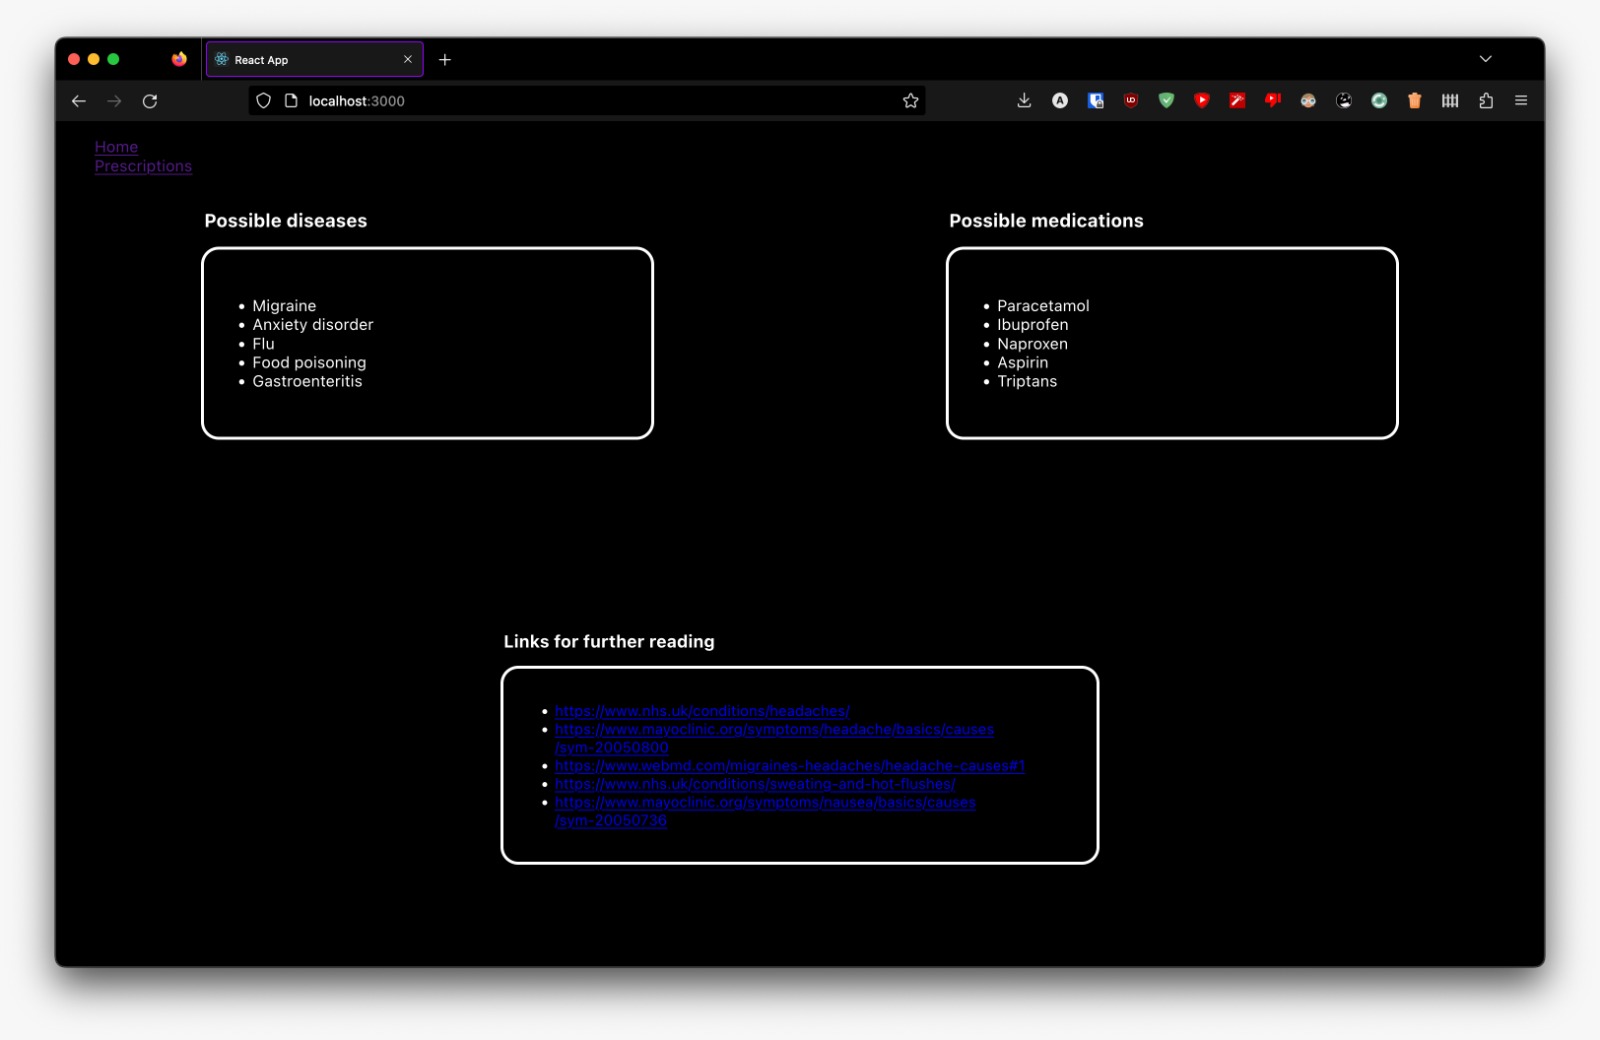 React App
localhost:3000
Home
Prescriptions
Possible diseases
Migraine
Anxiety disorder
Flu
Food poisoning
Gastroenteritis
Possible medications
Paracetamol
Ibuprofen
Naproxen
Aspirin
Triptans
Links for further reading
https://www.nhs.uk/conditions/headaches/
https://www.mayoclinic.org/symptoms/headache/basics/causes
/sym-20050800
https://www.webmd.com/migraines-headaches/headache-causes#1
https://www.nhs.uk/conditions/sweating-and-hot-flushes/
https://www.mayoclinic.org/symptoms/nausea/basics/causes
/sym-20050736